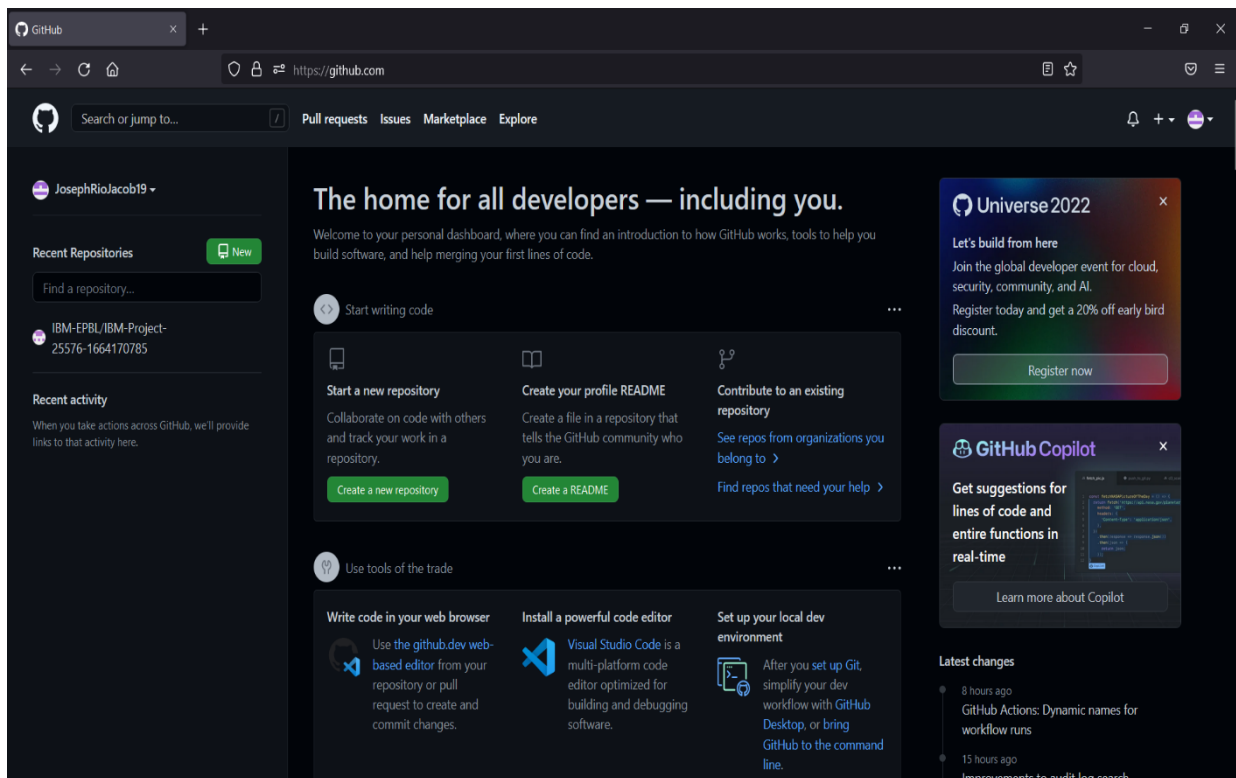 GitHub
https://github.com
Search or jump to...
/
Pull requests Issues Marketplace Explore
JosephRioJacob19
Recent Repositories
New
Find a repository...
IBM-EPBL/IBM-Project-
25576-1664170785
Recent activity
When you take actions across GitHub, we'll provide
links to that activity here.
The home for all developers — including you.
Welcome to your personal dashboard, where you can find an introduction to how GitHub works, tools to help you
build software, and help merging your first lines of code.
Start writing code
Start a new repository
Collaborate on code with others
and track your work in a
repository.
Create a new repository
Create your profile README
Create a file in a repository that
tells the GitHub community who
you are.
Create a README
Contribute to an existing
repository
See repos from organizations you
belong to
Find repos that need your help
Use tools of the trade
Write code in your web browser
Use the github.dev web-
based editor from your
repository or pull
request to create and
commit changes.
Install a powerful code editor
Visual Studio Code is a
multi-platform code
editor optimized for
building and debugging
software.
Set up your local dev
environment
After you set up Git,
simplify your dev
workflow with GitHub
Desktop, or bring
GitHub to the command
line.
Universe 2022
Let's build from here
Join the global developer event for cloud,
security, community, and AI.
Register today and get a 20% off early bird
discount.
Register now
GitHub Copilot
Get suggestions for
lines of code and
entire functions in
real-time
Learn more about Copilot
Latest changes
8 hours ago
GitHub Actions: Dynamic names for
workflow runs
15 hours ago
Improvements to audit log search